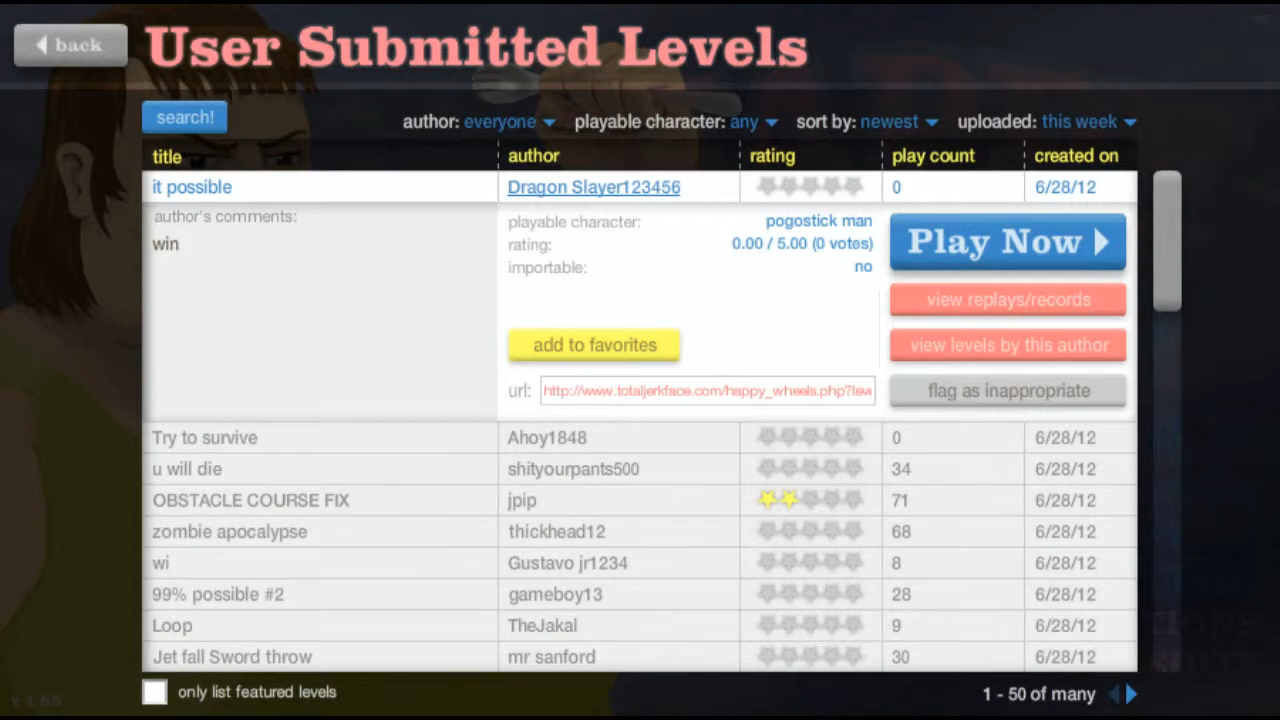 back
User Submitted Levels
search!
author: everyone playable character: any sort by: newest uploaded: this week
title author rating play count created on
it possible Dragon Slayer123456 0 6/28/12
author's comments:
win
playable character: pogostick man
rating: 0.00 / 5.00 (0 votes)
importable: no
Play Now
view replays/records
add to favorites
view levels by this author
url: http://www.totaljerkface.com/happy_wheels.php?lev
flag as inappropriate
Try to survive Ahoy1848 0 6/28/12
u will die shityourpants500 34 6/28/12
OBSTACLE COURSE FIX jpip 71 6/28/12
zombie apocalypse thickhead12 68 6/28/12
wi Gustavo jr1234 8 6/28/12
99% possible #2 gameboy13 28 6/28/12
Loop TheJakal 9 6/28/12
Jet fall Sword throw mr sanford 30 6/28/12
only list featured levels
1 - 50 of many